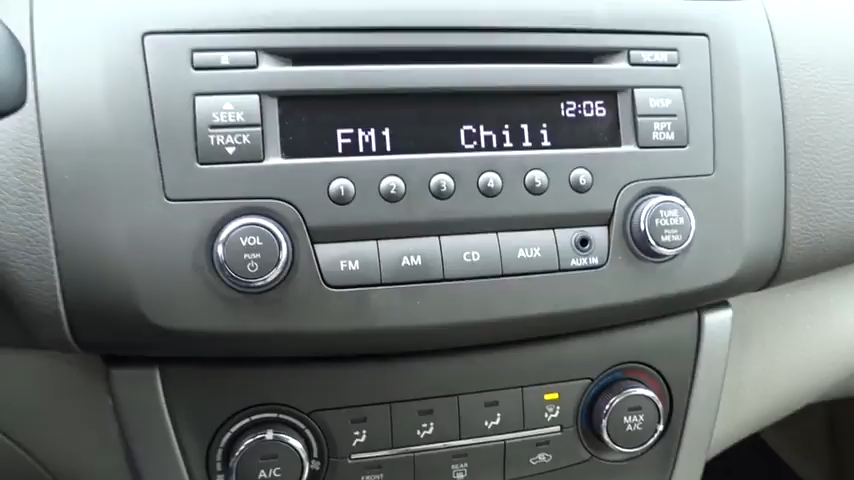 SCAN
SEEK
TRACK
FM1 Chili 12:06
DISP
RPT
RDM
1 2 3 4 5 6
VOL
PUSH
FM AM CD AUX
AUX IN
TUNE
FOLDER
PUSH
MENU
A/C
FRONT
REAR
MAX
A/C